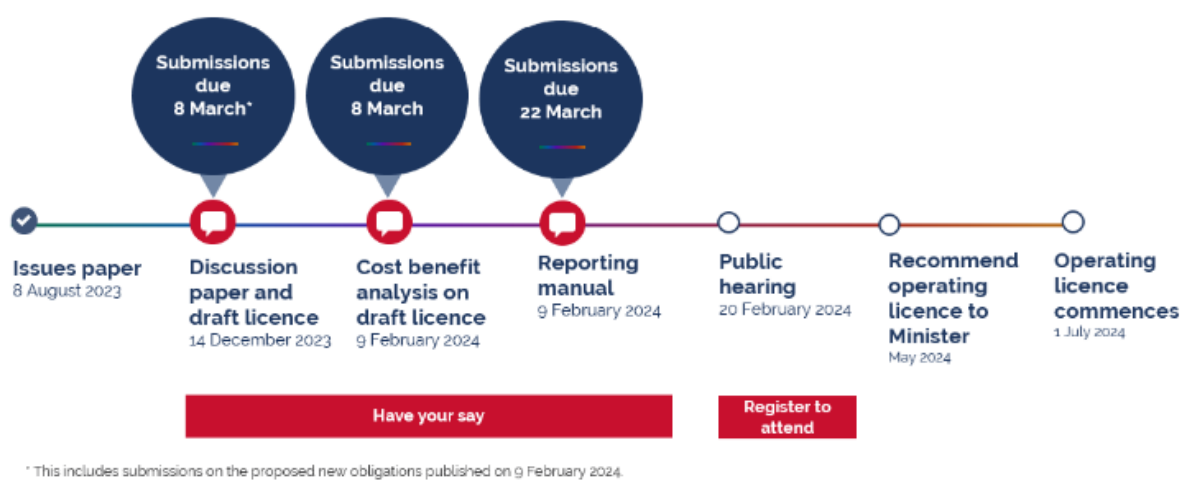 Submissions
due
8 March*
Submissions
due
8 March
Submissions
due
22 March
Issues paper
8 August 2023
Discussion
paper and
draft licence
14 December 2023
Cost benefit
analysis on
draft licence
9 February 2024
Reporting
manual
9 February 2024
Public
hearing
20 February 2024
Recommend
operating
licence to
Minister
May 2024
Operating
licence
commences
1 July 2024
Have your say
Register to
attend
* This includes submissions on the proposed new obligations published on 9 February 2024.